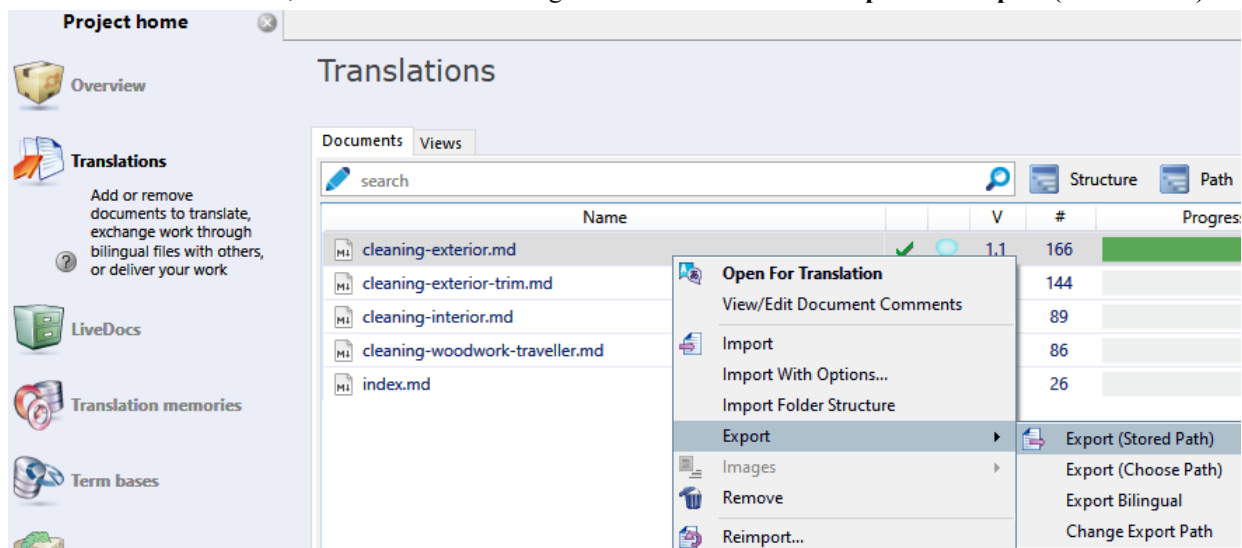 Project home
Overview
Translations
Add or remove
documents to translate,
exchange work through
bilingual files with others,
or deliver your work
LiveDocs
Translation memories
Term bases
Translations
Documents Views
search Structure Path
Name V # Progres
cleaning-exterior.md 1.1 166
cleaning-exterior-trim.md 144
cleaning-interior.md 89
cleaning-woodwork-traveller.md 86
index.md 26
Open For Translation
View/Edit Document Comments
Import
Import With Options...
Import Folder Structure
Export
Images
Remove
Reimport...
Export (Stored Path)
Export (Choose Path)
Export Bilingual
Change Export Path